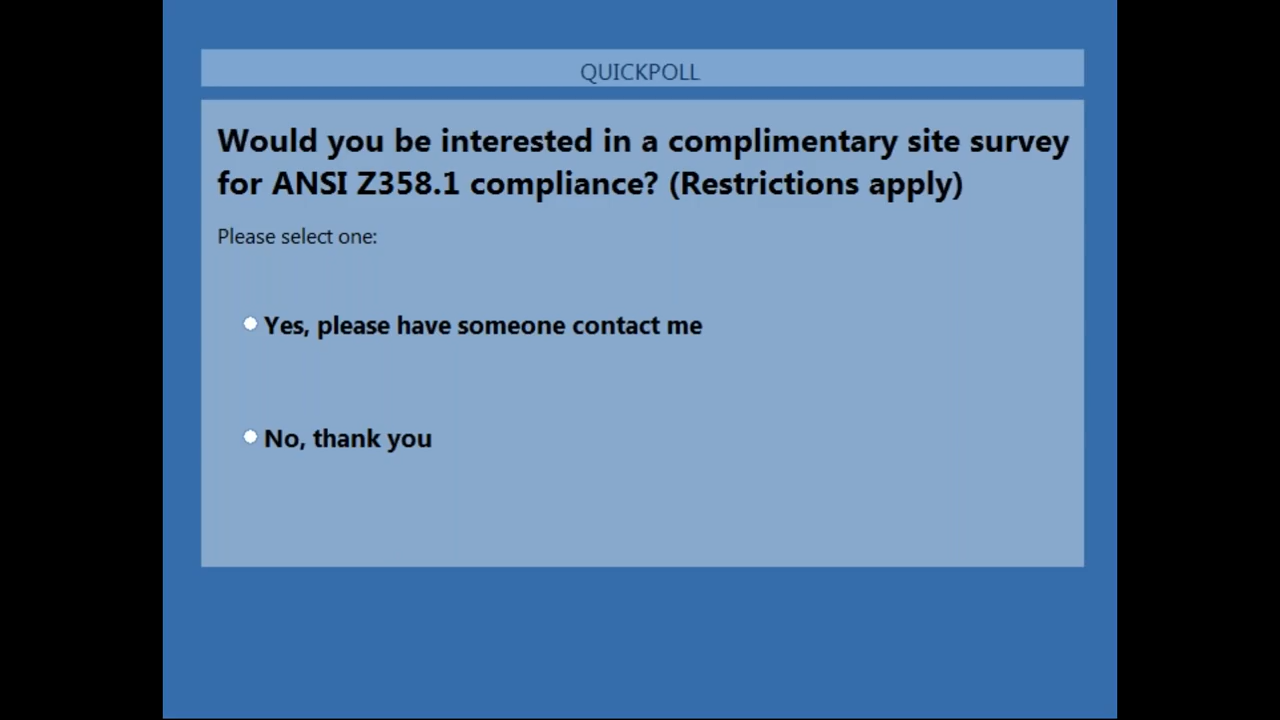 QUICKPOLL
Would you be interested in a complimentary site survey
for ANSI Z358.1 compliance? (Restrictions apply)
Please select one:
Yes, please have someone contact me
No, thank you